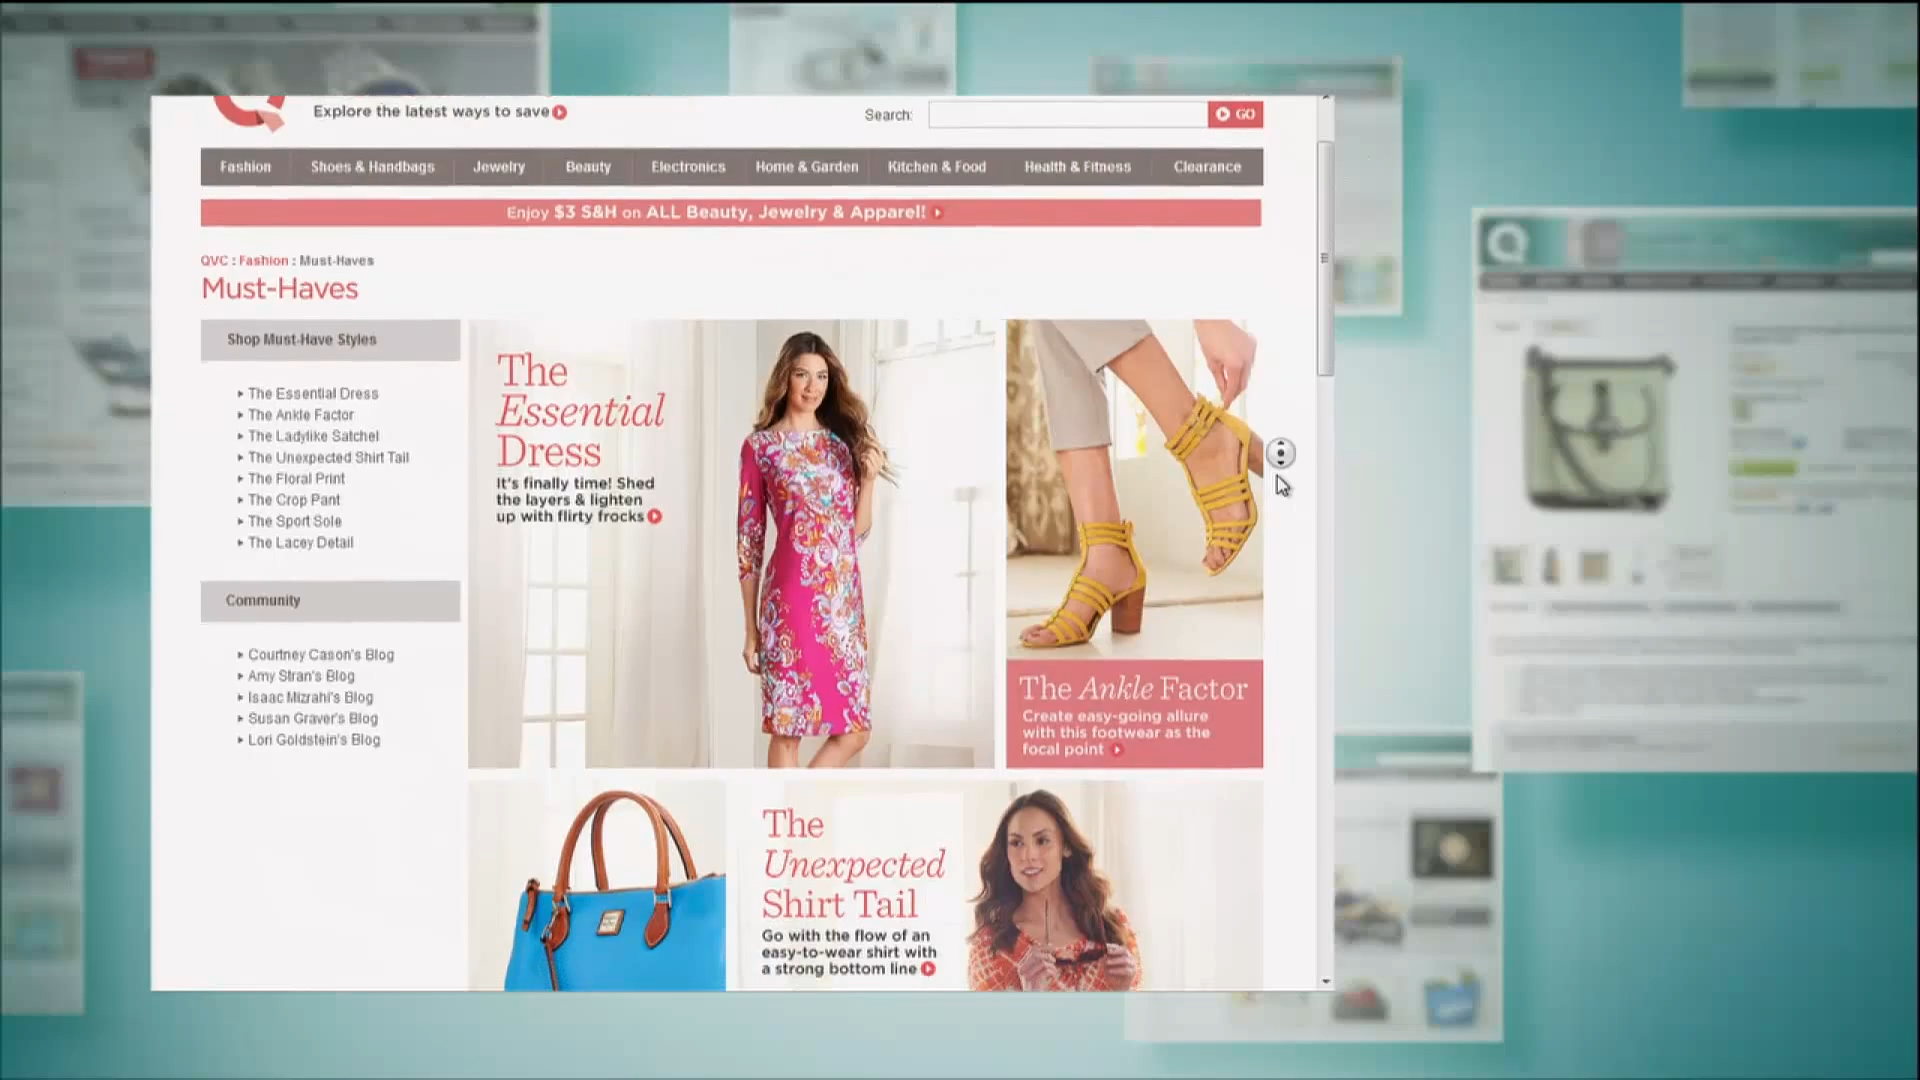 Explore the latest ways to save
Search:
GO
Fashion
Shoes & Handbags
Jewelry
Beauty
Electronics
Home & Garden
Kitchen & Food
Health & Fitness
Clearance
Enjoy $3 S&H on ALL Beauty, Jewelry & Apparel!
QVC : Fashion : Must-Haves
Must-Haves
Shop Must-Have Styles
The Essential Dress
The Ankle Factor
The Ladylike Satchel
The Unexpected Shirt Tail
The Floral Print
The Crop Pant
The Sport Sole
The Lacey Detail
Community
Courtney Cason's Blog
Amy Stran's Blog
Isaac Mizrahi's Blog
Susan Graver's Blog
Lori Goldstein's Blog
The
Essential
Dress
It's finally time! Shed
the layers & lighten
up with flirty frocks
The Ankle Factor
Create easy-going allure
with this footwear as the
focal point
The
Unexpected
Shirt Tail
Go with the flow of an
easy-to-wear shirt with
a strong bottom line